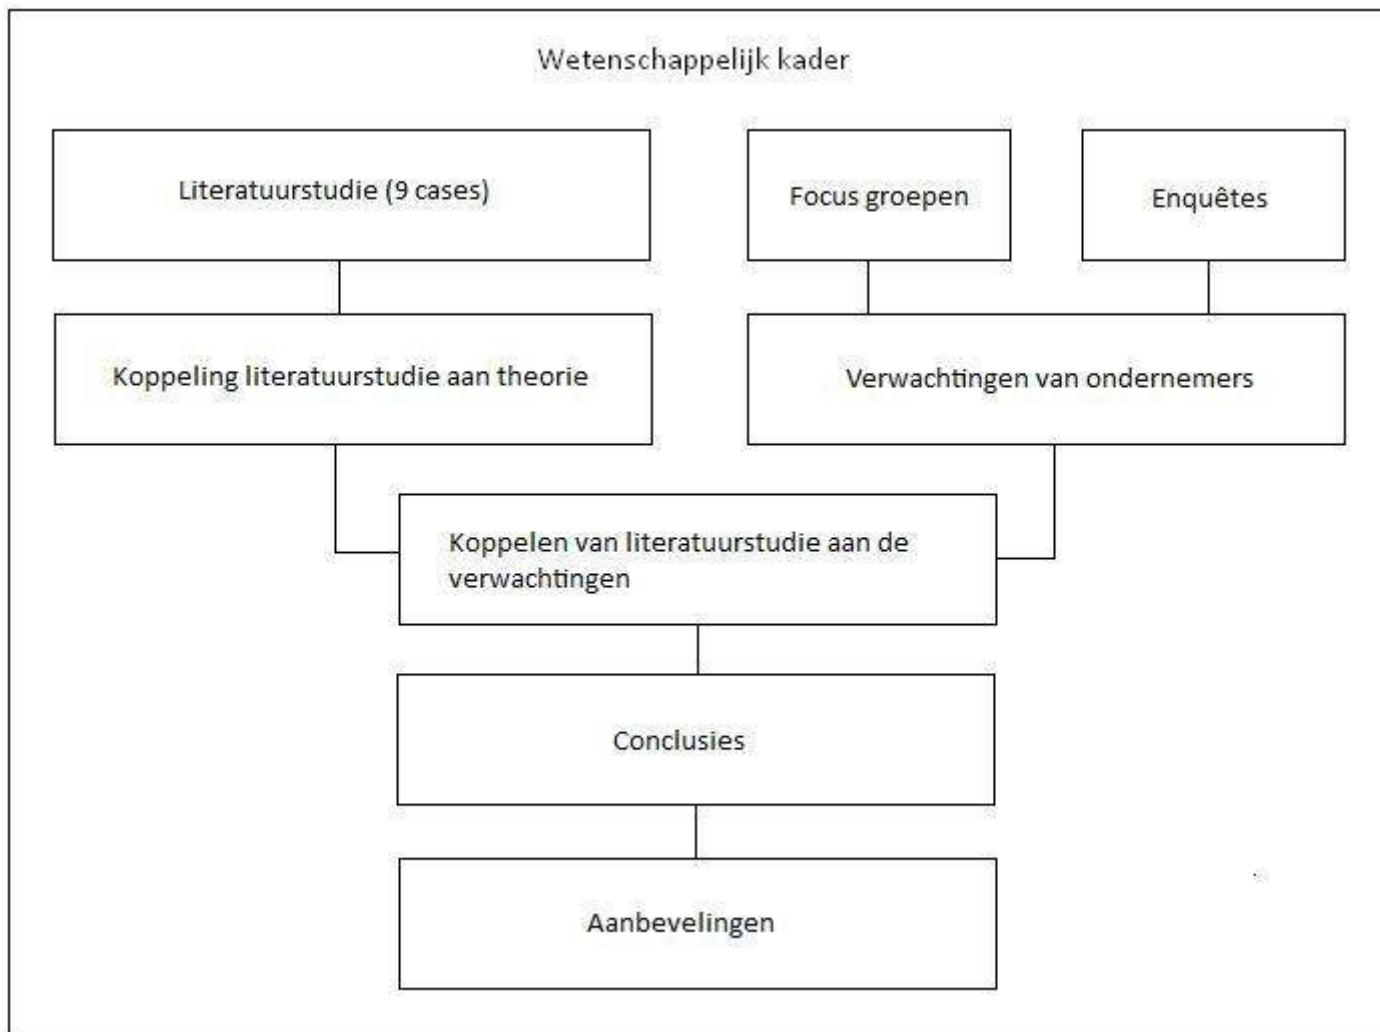 Wetenschappelijk kader
Literatuurstudie (9 cases)
Focus groepen
Enquêtes
Koppeling literatuurstudie aan theorie
Verwachtingen van ondernemers
Koppelen van literatuurstudie aan de
verwachtingen
Conclusies
Aanbevelingen